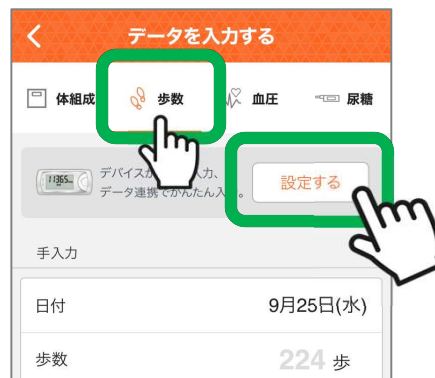 データを入力する
体組成
歩数
血圧
尿糖
11365
デバイスが 入力、
データ連携でかんたん入 。
設定する
手入力
日付 9月25日(水)
歩数 224 歩